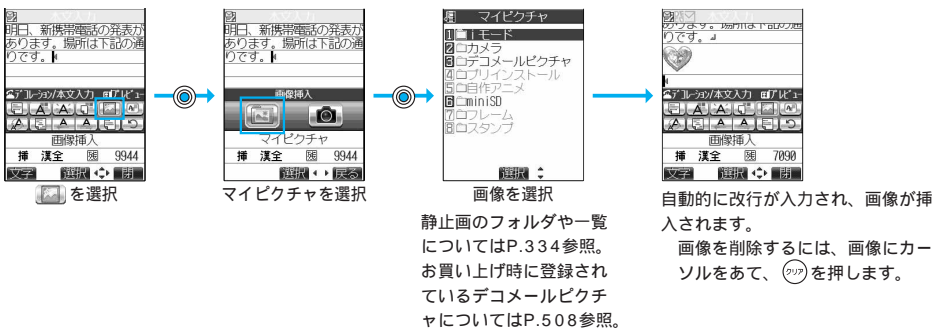 本文入力
明日、新携帯電話の発表が
あります。場所は下記の通
りです。
デコレーション/本文入力
画像挿入
挿 漢全 9944
文字 選択 閉
を選択
本文入力
明日、新携帯電話の発表が
あります。場所は下記の通
りです。
画像挿入
マイピクチャ
挿 漢全 9944
選択 戻る
マイピクチャを選択
マイピクチャ
1 iモード
2 カメラ
3 デコメールピクチャ
4 プリインストール
5 自作アニメ
6 miniSD
7 フレーム
8 スタンプ
選択
画像を選択
静止画のフォルダや一覧
についてはP.334参照。
お買い上げ時に登録され
ているデコメールピクチ
ャについてはP.508参照。
りです。
デコレーション/本文入力
画像挿入
挿 漢全 7090
文字 選択 閉
自動的に改行が入力され、画像が挿
入されます。
画像を削除するには、画像にカー
ソルをあて、クリアを押します。